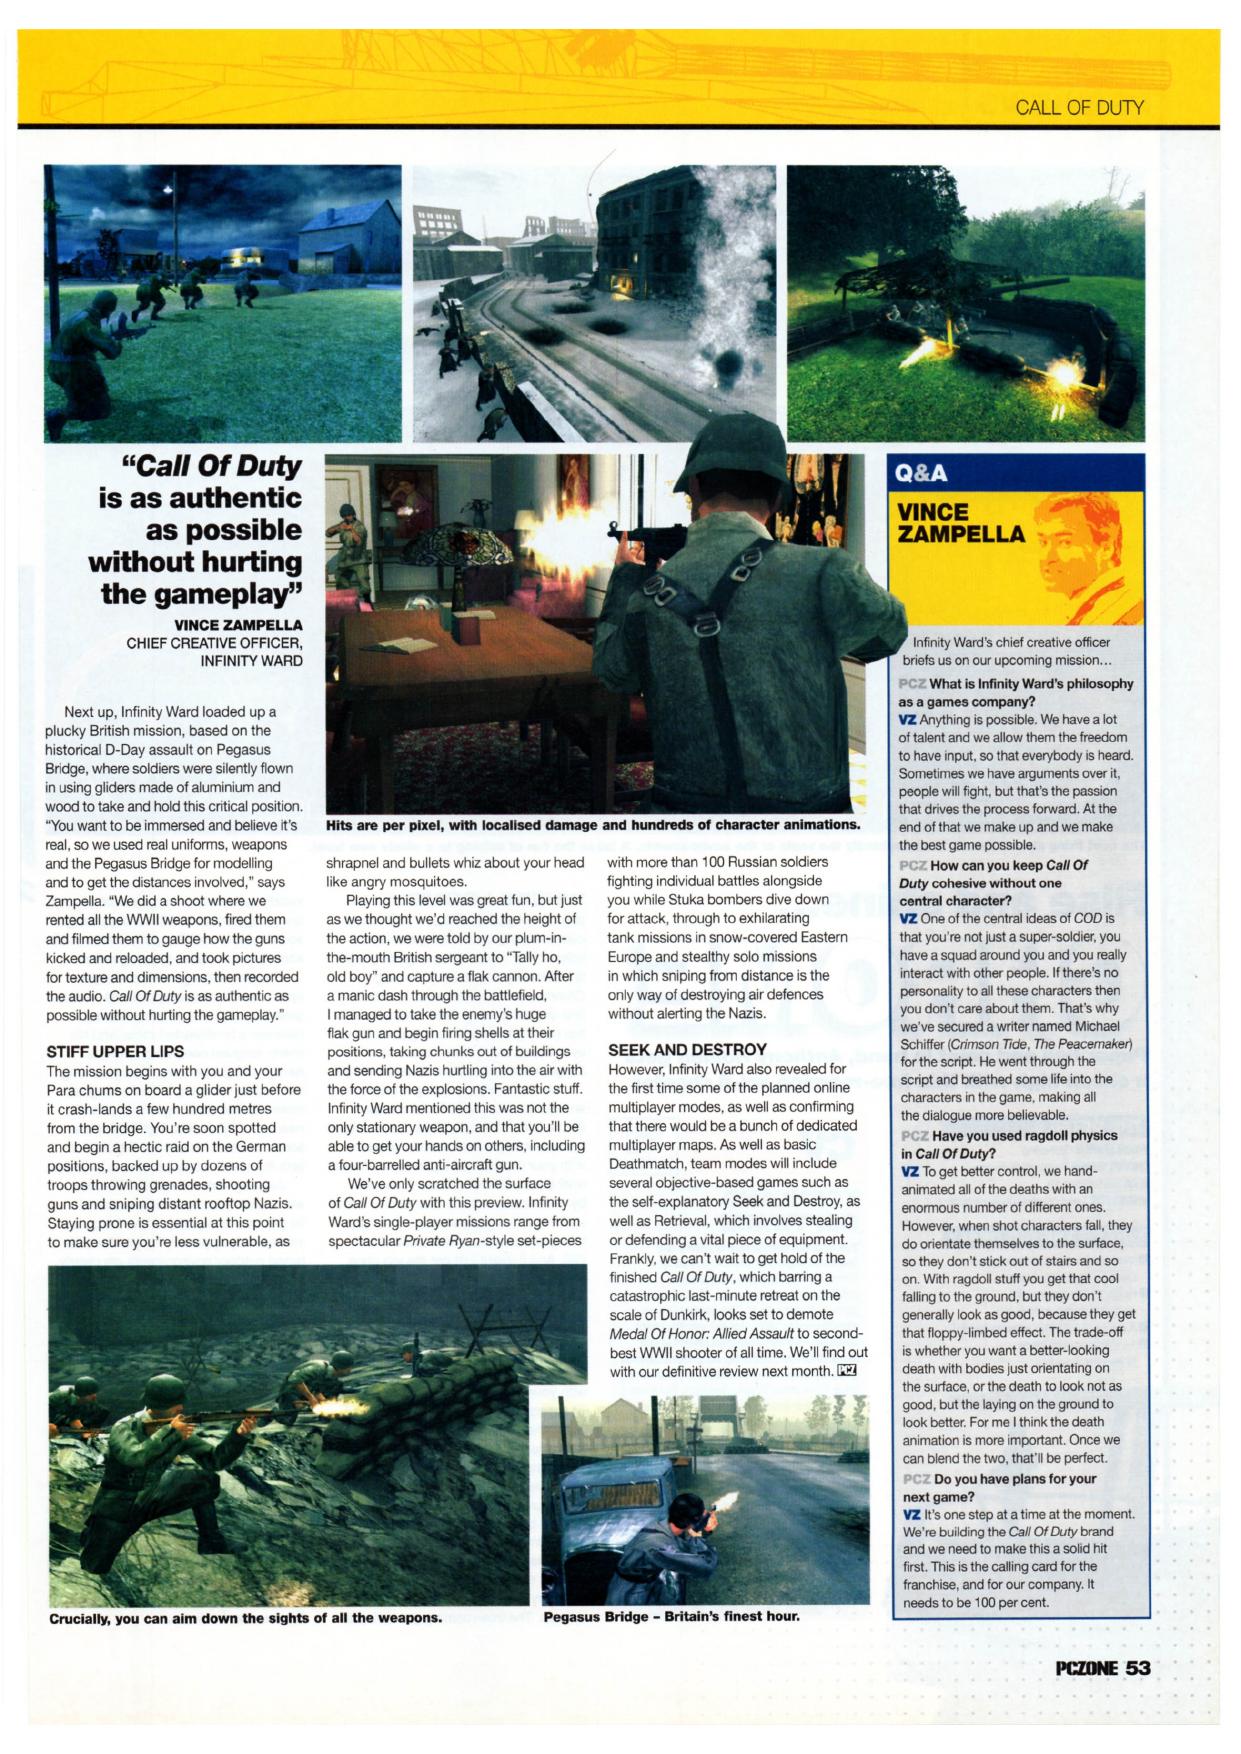 CALL OF DUTY
“Call Of Duty
is as authentic
as possible
without hurting
the gameplay”
VINCE ZAMPELLA
CHIEF CREATIVE OFFICER,
INFINITY WARD
Next up, Infinity Ward loaded up a
plucky British mission, based on the
historical D-Day assault on Pegasus
Bridge, where soldiers were silently flown
in using gliders made of aluminium and
wood to take and hold this critical position.
“You want to be immersed and believe it's
real, so we used real uniforms, weapons
and the Pegasus Bridge for modelling
and to get the distances involved,” says
Zampella. “We did a shoot where we
rented all the WWII weapons, fired them
and filmed them to gauge how the guns
kicked and reloaded, and took pictures
for texture and dimensions, then recorded
the audio. Call Of Duty is as authentic as
possible without hurting the gameplay.”
STIFF UPPER LIPS
The mission begins with you and your
Para chums on board a glider just before
it crash-lands a few hundred metres
from the bridge. You're soon spotted
and begin a hectic raid on the German
positions, backed up by dozens of
troops throwing grenades, shooting
guns and sniping distant rooftop Nazis.
Staying prone is essential at this point
to make sure you're less vulnerable, as
Hits are per pixel, with localised damage and hundreds of character animations.
shrapnel and bullets whiz about your head
like angry mosquitoes.
Playing this level was great fun, but just
as we thought we'd reached the height of
the action, we were told by our plum-in-
the-mouth British sergeant to “Tally ho,
old boy” and capture a flak cannon. After
a manic dash through the battlefield,
I managed to take the enemy's huge
flak gun and begin firing shells at their
positions, taking chunks out of buildings
and sending Nazis hurtling into the air with
the force of the explosions. Fantastic stuff.
Infinity Ward mentioned this was not the
only stationary weapon, and that you'll be
able to get your hands on others, including
a four-barrelled anti-aircraft gun.
We've only scratched the surface
of Call Of Duty with this preview. Infinity
Ward's single-player missions range from
spectacular Private Ryan-style set-pieces
with more than 100 Russian soldiers
fighting individual battles alongside
you while Stuka bombers dive down
for attack, through to exhilarating
tank missions in snow-covered Eastern
Europe and stealthy solo missions
in which sniping from distance is the
only way of destroying air defences
without alerting the Nazis.
SEEK AND DESTROY
However, Infinity Ward also revealed for
the first time some of the planned online
multiplayer modes, as well as confirming
that there would be a bunch of dedicated
multiplayer maps. As well as basic
Deathmatch, team modes will include
several objective-based games such as
the self-explanatory Seek and Destroy, as
well as Retrieval, which involves stealing
or defending a vital piece of equipment.
Frankly, we can't wait to get hold of the
finished Call Of Duty, which barring a
catastrophic last-minute retreat on the
scale of Dunkirk, looks set to demote
Medal Of Honor: Allied Assault to second-
best WWII shooter of all time. We'll find out
with our definitive review next month. PCZ
Crucially, you can aim down the sights of all the weapons.
Pegasus Bridge – Britain's finest hour.
Q&A
VINCE
ZAMPELLA
Infinity Ward's chief creative officer
briefs us on our upcoming mission...
PCZ What is Infinity Ward's philosophy
as a games company?
VZ Anything is possible. We have a lot
of talent and we allow them the freedom
to have input, so that everybody is heard.
Sometimes we have arguments over it,
people will fight, but that's the passion
that drives the process forward. At the
end of that we make up and we make
the best game possible.
PCZ How can you keep Call Of
Duty cohesive without one
central character?
VZ One of the central ideas of COD is
that you're not just a super-soldier, you
have a squad around you and you really
interact with other people. If there's no
personality to all these characters then
you don't care about them. That's why
we've secured a writer named Michael
Schiffer (Crimson Tide, The Peacemaker)
for the script. He went through the
script and breathed some life into the
characters in the game, making all
the dialogue more believable.
PCZ Have you used ragdoll physics
in Call Of Duty?
VZ To get better control, we hand-
animated all of the deaths with an
enormous number of different ones.
However, when shot characters fall, they
do orientate themselves to the surface,
so they don't stick out of stairs and so
on. With ragdoll stuff you get that cool
falling to the ground, but they don't
generally look as good, because they get
that floppy-limbed effect. The trade-off
is whether you want a better-looking
death with bodies just orientating on
the surface, or the death to look not as
good, but the laying on the ground to
look better. For me I think the death
animation is more important. Once we
can blend the two, that'll be perfect.
PCZ Do you have plans for your
next game?
VZ It's one step at a time at the moment.
We're building the Call Of Duty brand
and we need to make this a solid hit
first. This is the calling card for the
franchise, and for our company. It
needs to be 100 per cent.
PCZONE 53